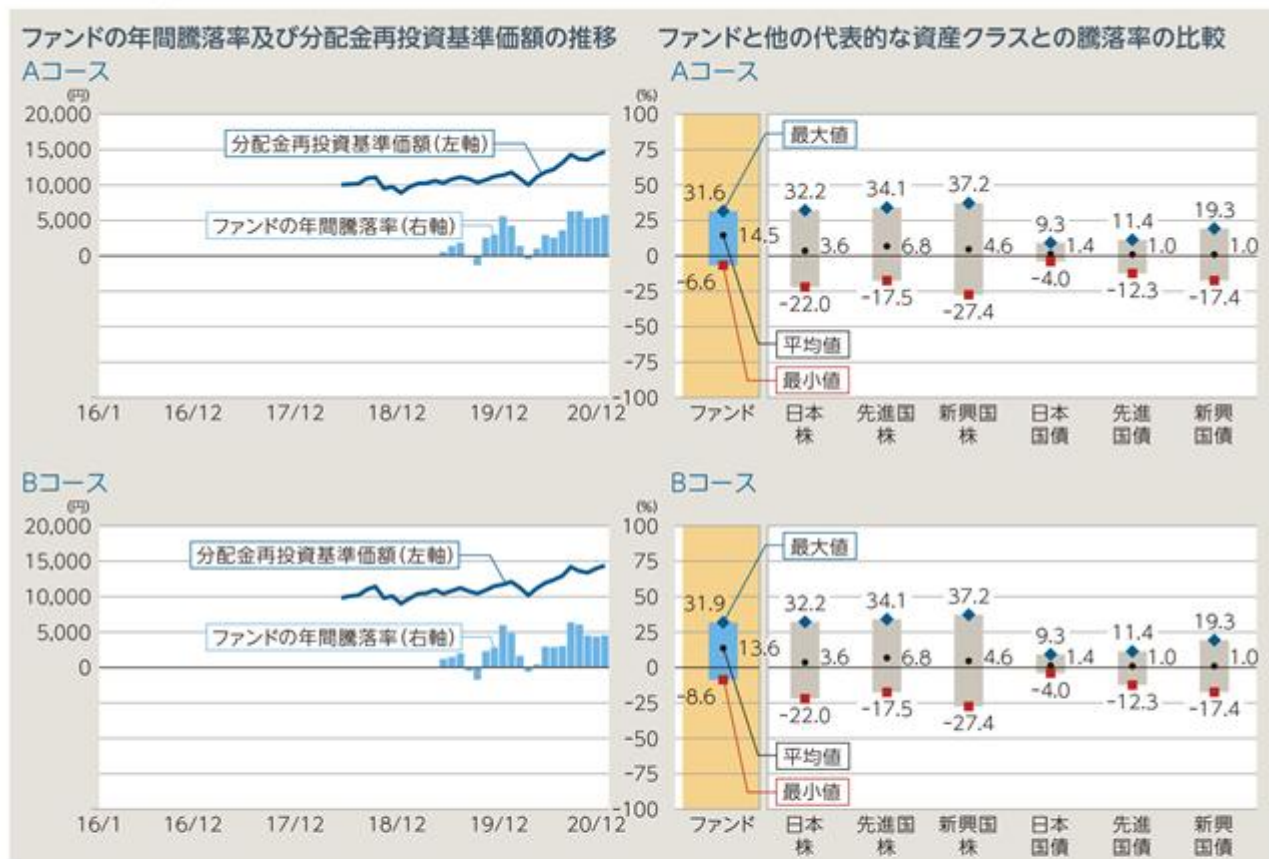 ファンドの年間騰落率及び分配金再投資基準価額の推移
Aコース
(円)
20,000
15,000
10,000
5,000
0
分配金再投資基準価額(左軸)
ファンドの年間騰落率(右軸)
16/1 16/12 17/12 18/12 19/12 20/12
ファンドと他の代表的な資産クラスとの騰落率の比較
Aコース
(%)
100
75
50
25
0
-25
-50
-75
-100
最大値
31.6 32.2 34.1 37.2 9.3 11.4 19.3
14.5 3.6 6.8 4.6 1.4 1.0 1.0
-6.6 -22.0 -17.5 -27.4 -4.0 -12.3 -17.4
平均値
最小値
ファンド 日本株 先進国株 新興国株 日本国債 先進国債 新興国債
Bコース
(円)
20,000
15,000
10,000
5,000
0
分配金再投資基準価額(左軸)
ファンドの年間騰落率(右軸)
16/1 16/12 17/12 18/12 19/12 20/12
Bコース
(%)
100
75
50
25
0
-25
-50
-75
-100
最大値
31.9 32.2 34.1 37.2 9.3 11.4 19.3
13.6 3.6 6.8 4.6 1.4 1.0 1.0
-8.6 -22.0 -17.5 -27.4 -4.0 -12.3 -17.4
平均値
最小値
ファンド 日本株 先進国株 新興国株 日本国債 先進国債 新興国債